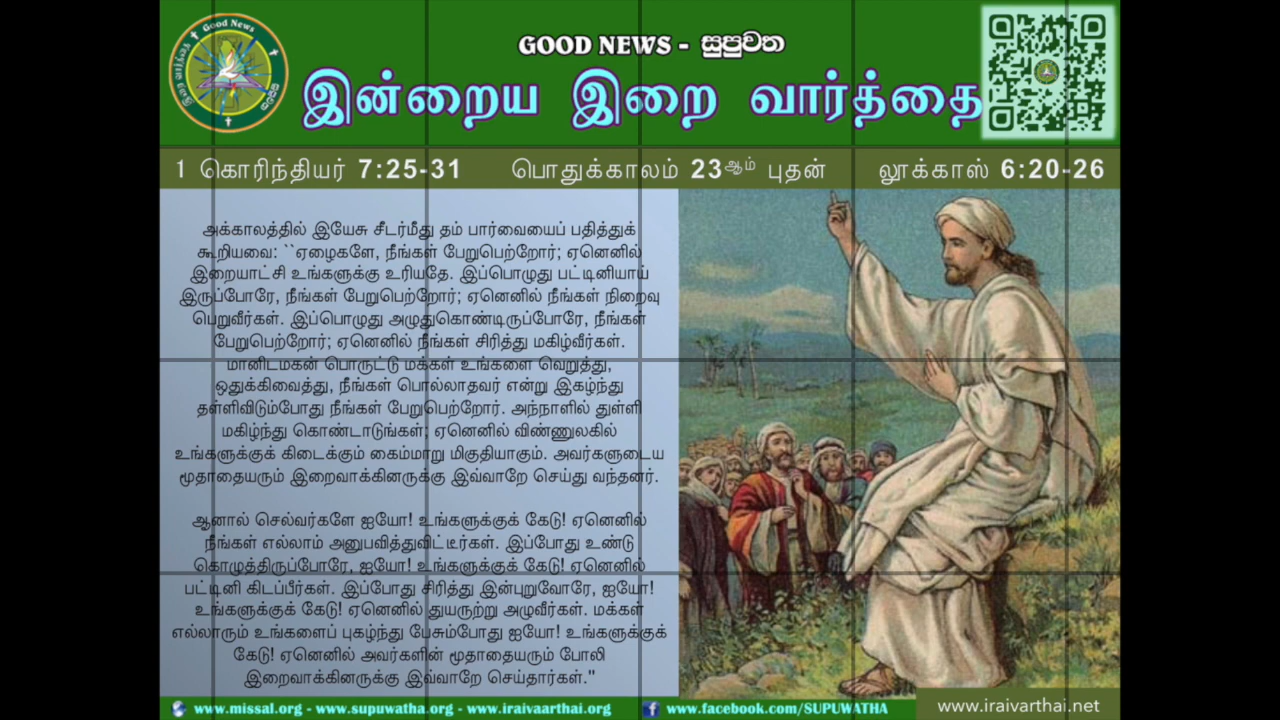 Good News
GOOD NEWS - සුපුවත
இன்றைய இறை வார்த்தை
1 கொரிந்தியர் 7:25-31 பொதுக்காலம் 23ஆம் புதன் லூக்காஸ் 6:20-26
அக்காலத்தில் இயேசு சீடர்மீது தம் பார்வையைப் பதித்துக்
கூறியவை: ``ஏழைகளே, நீங்கள் பேறுபெற்றோர்; ஏனெனில்
இறையாட்சி உங்களுக்கு உரியதே. இப்பொழுது பட்டினியாய்
இருப்போரே, நீங்கள் பேறுபெற்றோர்; ஏனெனில் நீங்கள் நிறைவு
பெறுவீர்கள். இப்பொழுது அழுதுகொண்டிருப்போரே, நீங்கள்
பேறுபெற்றோர்; ஏனெனில் நீங்கள் சிரித்து மகிழ்வீர்கள்.
மானிடமகன் பொருட்டு மக்கள் உங்களை வெறுத்து,
ஒதுக்கிவைத்து, நீங்கள் பொல்லாதவர் என்று இகழ்ந்து
தள்ளிவிடும்போது நீங்கள் பேறுபெற்றோர். அந்நாளில் துள்ளி
மகிழ்ந்து கொண்டாடுங்கள்; ஏனெனில் விண்ணுலகில்
உங்களுக்குக் கிடைக்கும் கைம்மாறு மிகுதியாகும். அவர்களுடைய
மூதாதையரும் இறைவாக்கினருக்கு இவ்வாறே செய்து வந்தனர்.
ஆனால் செல்வர்களே ஐயோ! உங்களுக்குக் கேடு! ஏனெனில்
நீங்கள் எல்லாம் அனுபவித்துவிட்டீர்கள். இப்போது உண்டு
கொழுத்திருப்போரே, ஐயோ! உங்களுக்குக் கேடு! ஏனெனில்
பட்டினி கிடப்பீர்கள். இப்போது சிரித்து இன்புறுவோரே, ஐயோ!
உங்களுக்குக் கேடு! ஏனெனில் துயருற்று அழுவீர்கள். மக்கள்
எல்லாரும் உங்களைப் புகழ்ந்து பேசும்போது ஐயோ! உங்களுக்குக்
கேடு! ஏனெனில் அவர்களின் மூதாதையரும் போலி
இறைவாக்கினருக்கு இவ்வாறே செய்தார்கள்."
www.missal.org - www.supuwatha.org - www.iraivaarthai.org www.facebook.com/SUPUWATHA
www.iraivarthai.net